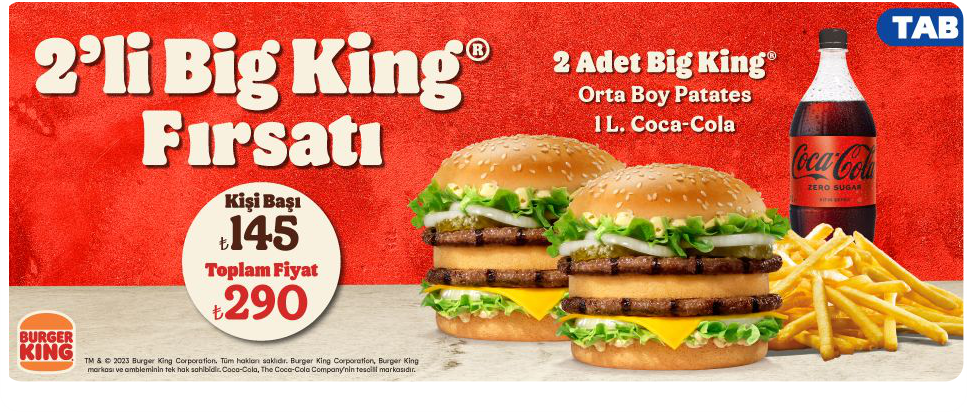 2'li Big King®
Fırsatı
TAB
2 Adet Big King®
Orta Boy Patates
1 L. Coca-Cola
Coca-Cola
ZERO SUGAR
Kişi Başı
₺145
Toplam Fiyat
₺290
BURGER
KING
TM & © 2023 Burger King Corporation. Tüm hakları saklıdır. Burger King Corporation, Burger King
markası ve ambleminin tek hak sahibidir. Coca-Cola, The Coca-Cola Company'nin tescilli markasıdır.